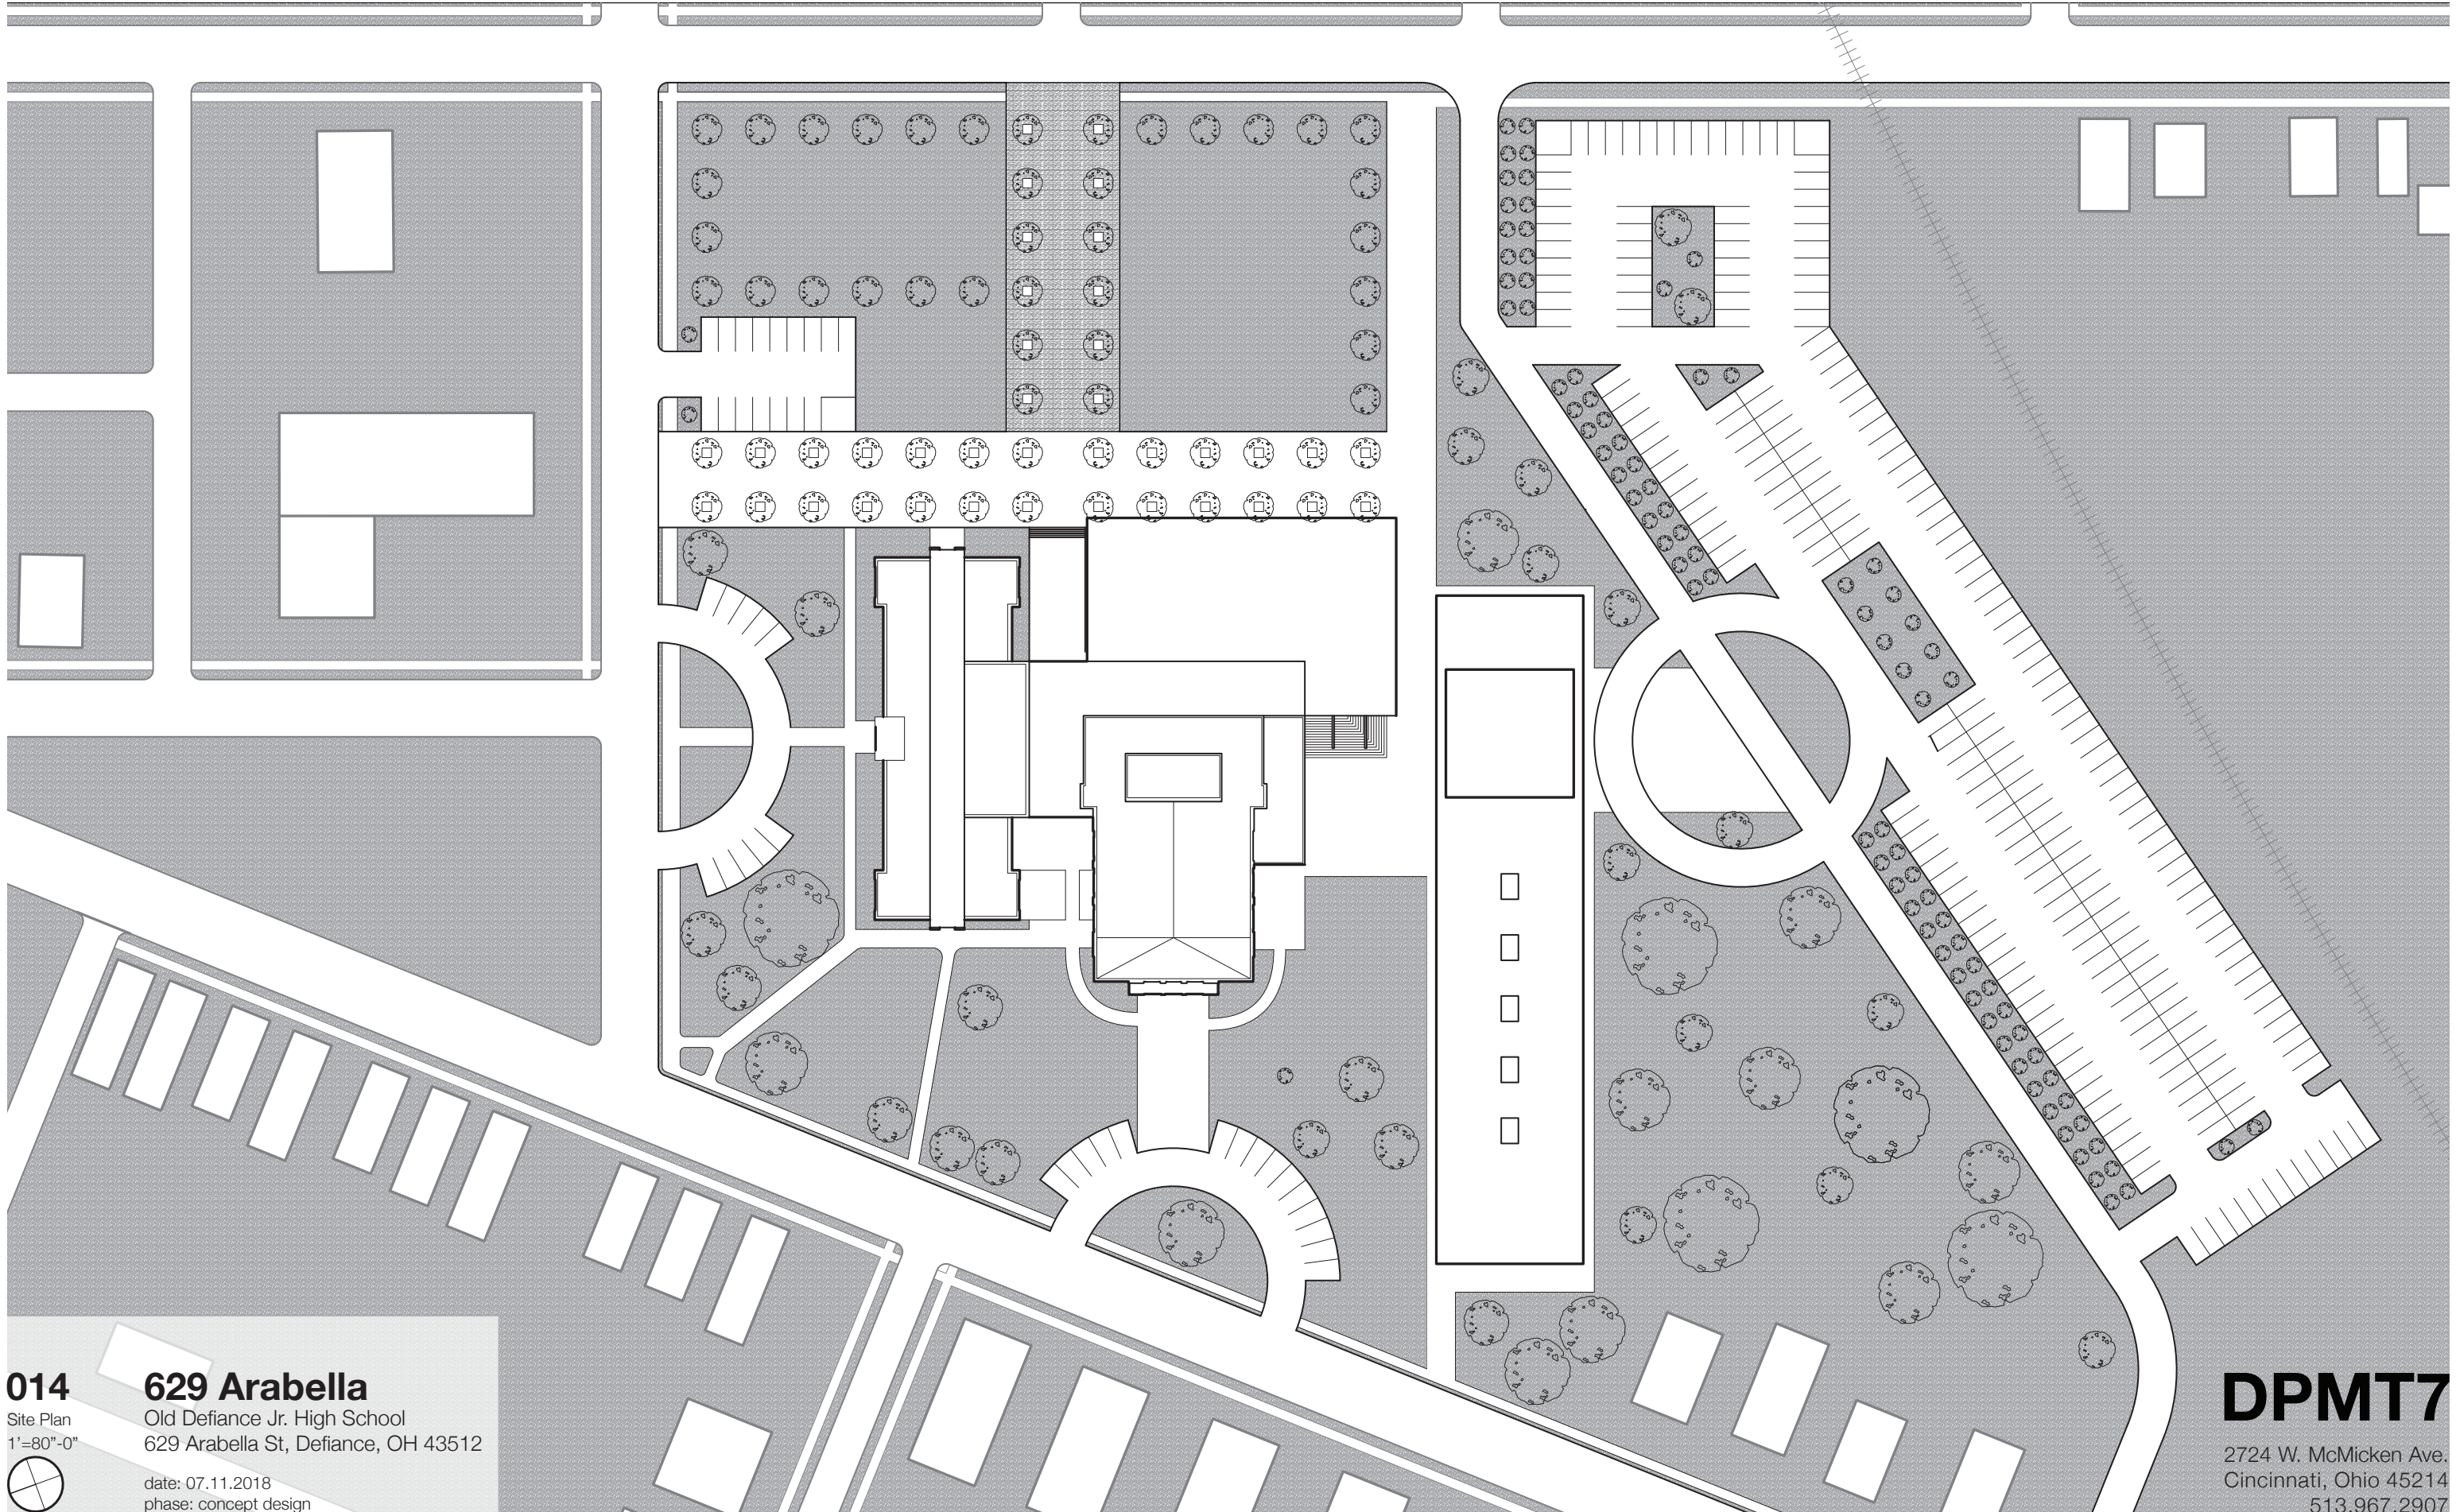 014
Site Plan
1'=80"-0"
629 Arabella
Old Defiance Jr. High School
629 Arabella St, Defiance, OH 43512
date: 07.11.2018
phase: concept design
DPMT7
2724 W. McMicken Ave.
Cincinnati, Ohio 45214
513.967.2907